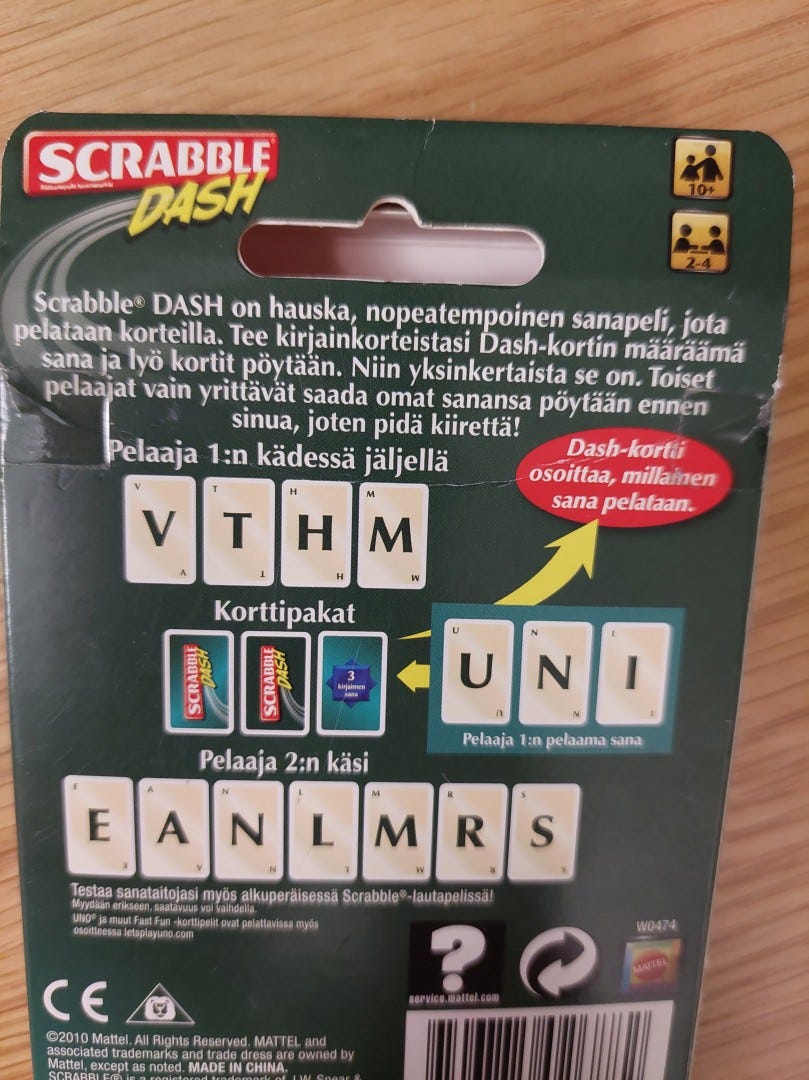 SCRABBLE
DASH
10+
2-4
Scrabble® DASH on hauska, nopeatempoinen sanapeli, jota
pelataan korteilla. Tee kirjainkorteistasi Dash-kortin määräämä
sana ja lyö kortit pöytään. Niin yksinkertaista se on. Toiset
pelaajat vain yrittävät saada omat sanansa pöytään ennen
sinua, joten pidä kiirettä!
Pelaaja 1:n kädessä jäljellä
Dash-kortti
osoittaa, millainen
sana pelataan.
V T H M
V T H M
V T H M
Korttipakat
SCRABBLE DASH
SCRABBLE DASH
3
kirjaimen
sana
U N I
U N I
U N I
Pelaaja 1:n pelaama sana
Pelaaja 2:n käsi
E A N L M R S
E A N L M R S
E A N L M R S
Testaa sanataitojasi myös alkuperäisessä Scrabble®-lautapelissä!
Myydään erikseen, saatavuus voi vaihdella.
UNO® ja muut Fast Fun -korttipelit ovat pelattavissa myös
osoitteessa letsplayuno.com
W0474
?
MATTEL
service.mattel.com
CE
©2010 Mattel. All Rights Reserved. MATTEL and
associated trademarks and trade dress are owned by
Mattel, except as noted. MADE IN CHINA.
SCRABBLE® is a registered trademark of J.W. Spear &